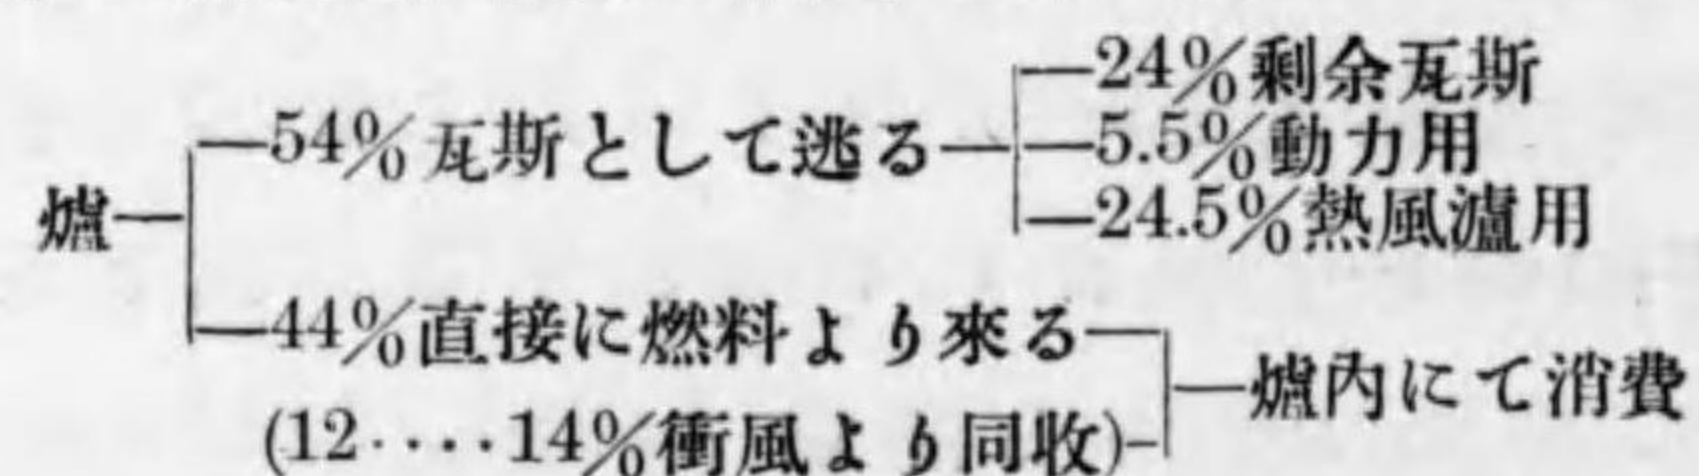 24%剰余瓦斯
54%瓦斯として逃る
5.5%動力用
爐
24.5%熱風瀘用
44%直接に燃料より來る
爐内にて消費
(12····14%衝風より同收)